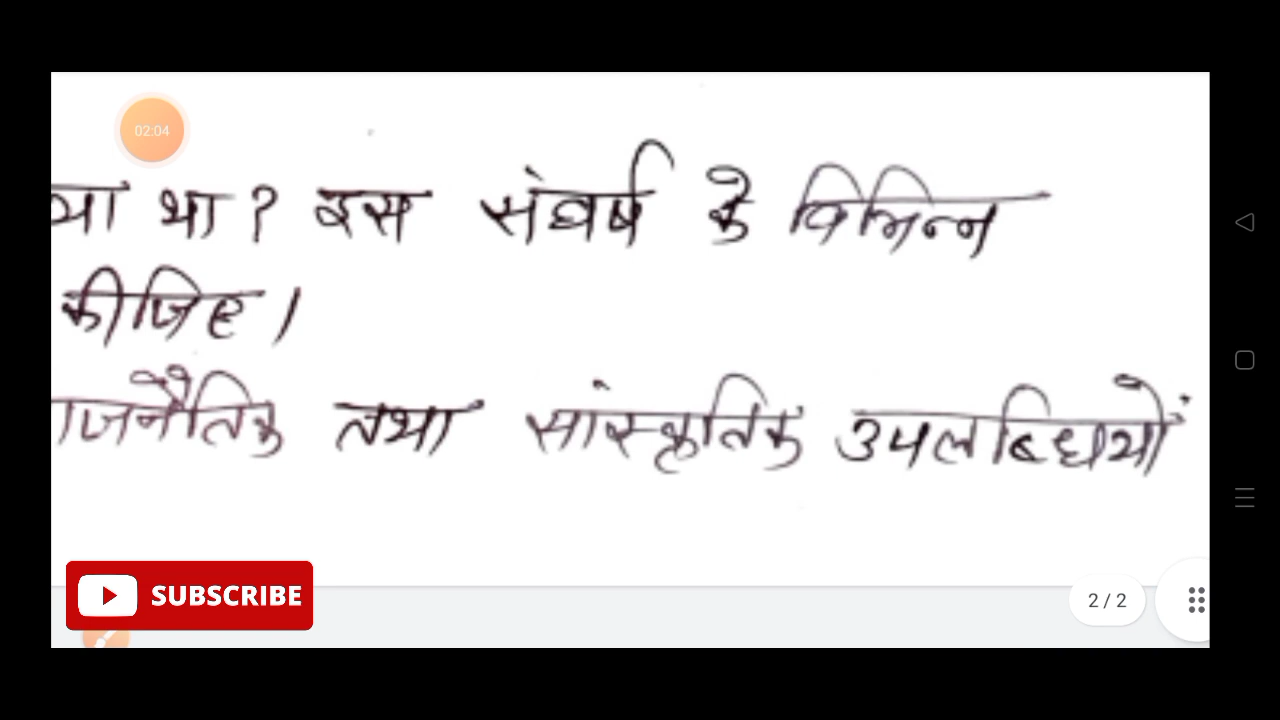 02:04
या था? इस संघर्ष के विभिन्न
कीजिए।
राजनैतिक तथा सांस्कृतिक उपलब्धियों
SUBSCRIBE
2 / 2